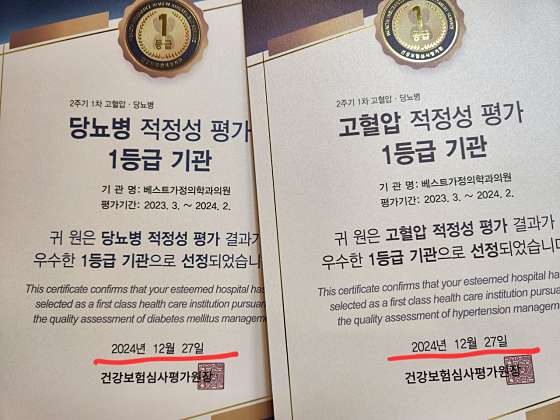 1
등급
2주기 1차 고혈압 · 당뇨병
당뇨병 적정성 평가
1등급 기관
기 관 명: 베스트가정의학과의원
평가기간: 2023. 3. ~ 2024. 2.
귀 원은 당뇨병 적정성 평가 결과가
우수한 1등급 기관으로 선정되었습니
This certificate confirms that your esteemed hospital has
selected as a first class health care institution pursuan
the quality assessment of diabetes mellitus managem
2024년 12월 27일
건강보험심사평가원장
1
등급
건강보험심사평가원
2주기 1차 고혈압 · 당뇨병
고혈압 적정성 평가
1등급 기관
기 관 명: 베스트가정의학과의원
평가기간: 2023. 3. ~ 2024. 2.
귀 원은 고혈압 적정성 평가 결과가
우수한 1등급 기관으로 선정되었습니다
This certificate confirms that your esteemed hospital
selected as a first class health care institution pursua
the quality assessment of hypertension managem
2024년 12월 27일
건강보험심사평가원장